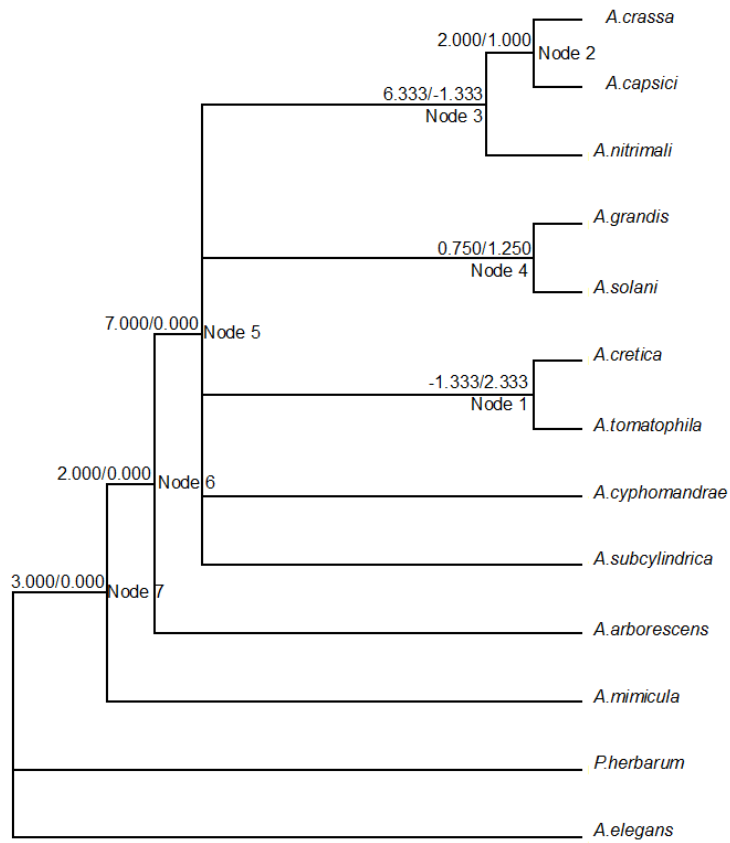 A.crassa
2.000/1.000
Node 2
A.capsici
6.333/-1.333
Node 3
A.nitrimali
A.grandis
0.750/1.250
Node 4
A.solani
7.000/0.000
Node 5
A.cretica
-1.333/2.333
Node 1
A.tomatophila
2.000/0.000
Node 6
A.cyphomandrae
A.subcylindrica
3.000/0.000
Node 7
A.arborescens
A.mimicula
P.herbarum
A.elegans